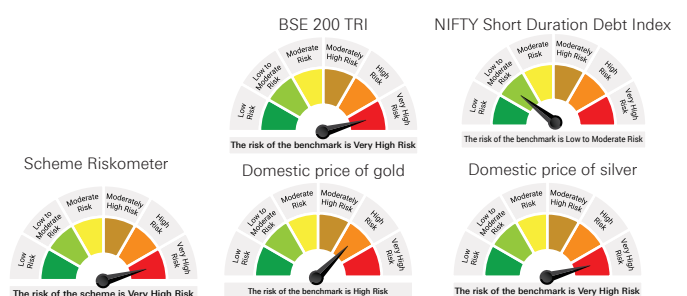 BSE 200 TRI
Low
Risk
Low to
Moderate
Risk
Moderate
Risk
Moderately
High Risk
High
Risk
Very High
Risk
The risk of the benchmark is Very High Risk
NIFTY Short Duration Debt Index
Low
Risk
Low to
Moderate
Risk
Moderate
Risk
Moderately
High Risk
High
Risk
Very High
Risk
The risk of the benchmark is Low to Moderate Risk
Scheme Riskometer
Low
Risk
Low to
Moderate
Risk
Moderate
Risk
Moderately
High Risk
High
Risk
Very High
Risk
The risk of the scheme is Very High Risk
Domestic price of gold
Low
Risk
Low to
Moderate
Risk
Moderate
Risk
Moderately
High Risk
High
Risk
Very High
Risk
The risk of the benchmark is High Risk
Domestic price of silver
Low
Risk
Low to
Moderate
Risk
Moderate
Risk
Moderately
High Risk
High
Risk
Very High
Risk
The risk of the benchmark is Very High Risk